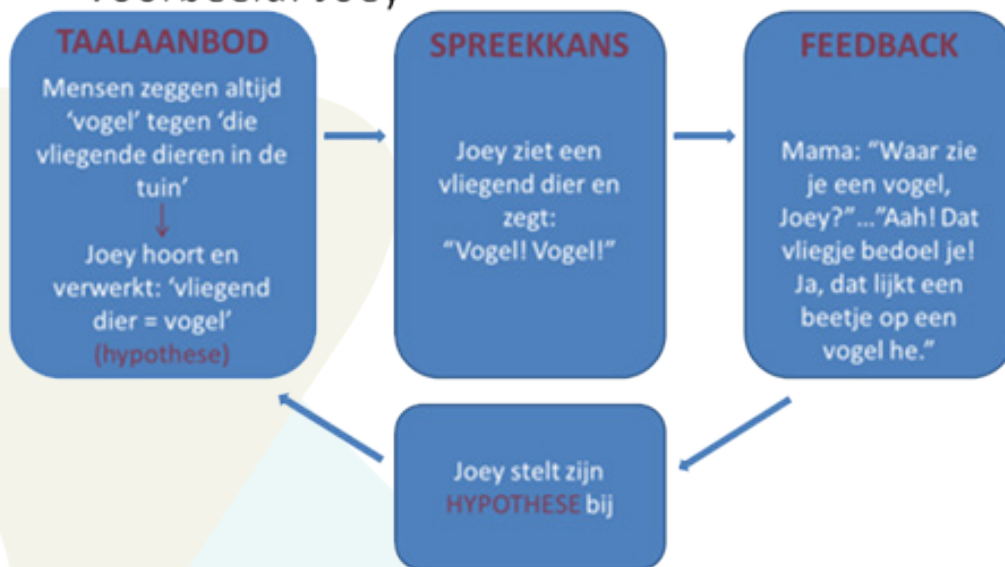 Voorbeeld: Joey
TAALAANBOD
Mensen zeggen altijd
‘vogel’ tegen ‘die
vliegende dieren in de
tuin’
Joey hoort en
verwerkt: ‘vliegend
dier = vogel’
(hypothese)
SPREEKKANS
Joey ziet een
vliegend dier en
zegt:
“Vogel! Vogel!”
FEEDBACK
Mama: “Waar zie
je een vogel,
Joey?”...”Aah! Dat
vliegje bedoel je!
Ja, dat lijkt een
beetje op een
vogel he.”
Joey stelt zijn
HYPOTHESE bij